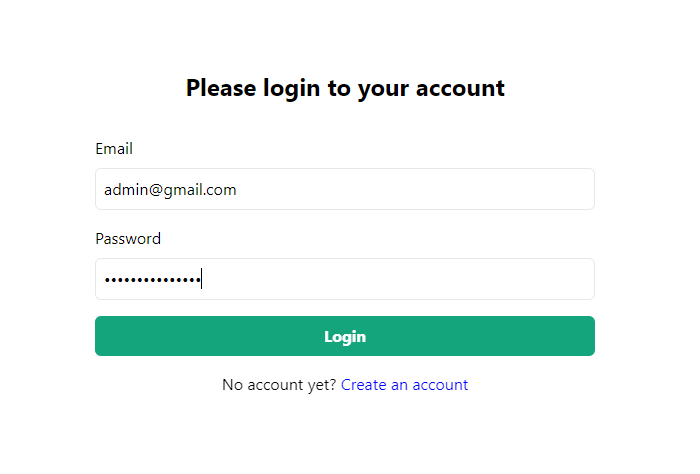 Please login to your account
Email
admin@gmail.com
Password
•••••••••••••••
Login
No account yet? Create an account